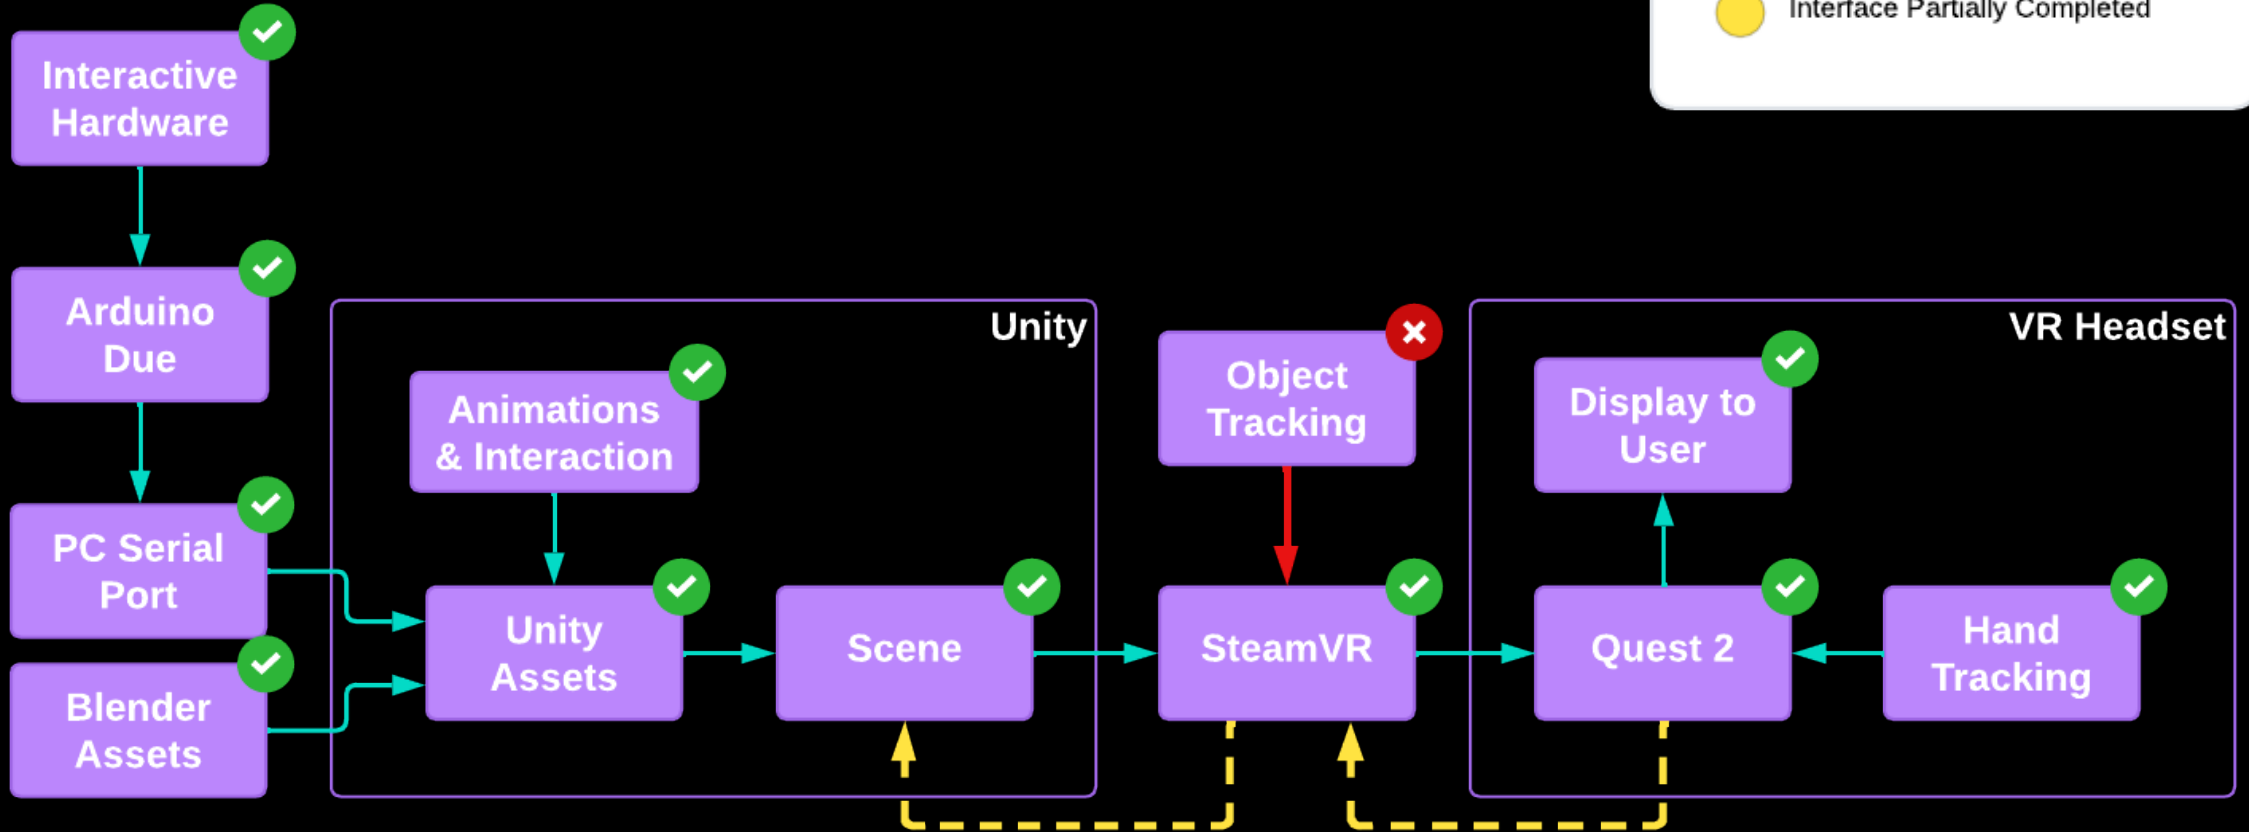 Interface Partially Completed
Interactive
Hardware
Arduino
Due
PC Serial
Port
Blender
Assets
Unity
Animations
& Interaction
Unity
Assets
Scene
Object
Tracking
SteamVR
VR Headset
Display to
User
Quest 2
Hand
Tracking